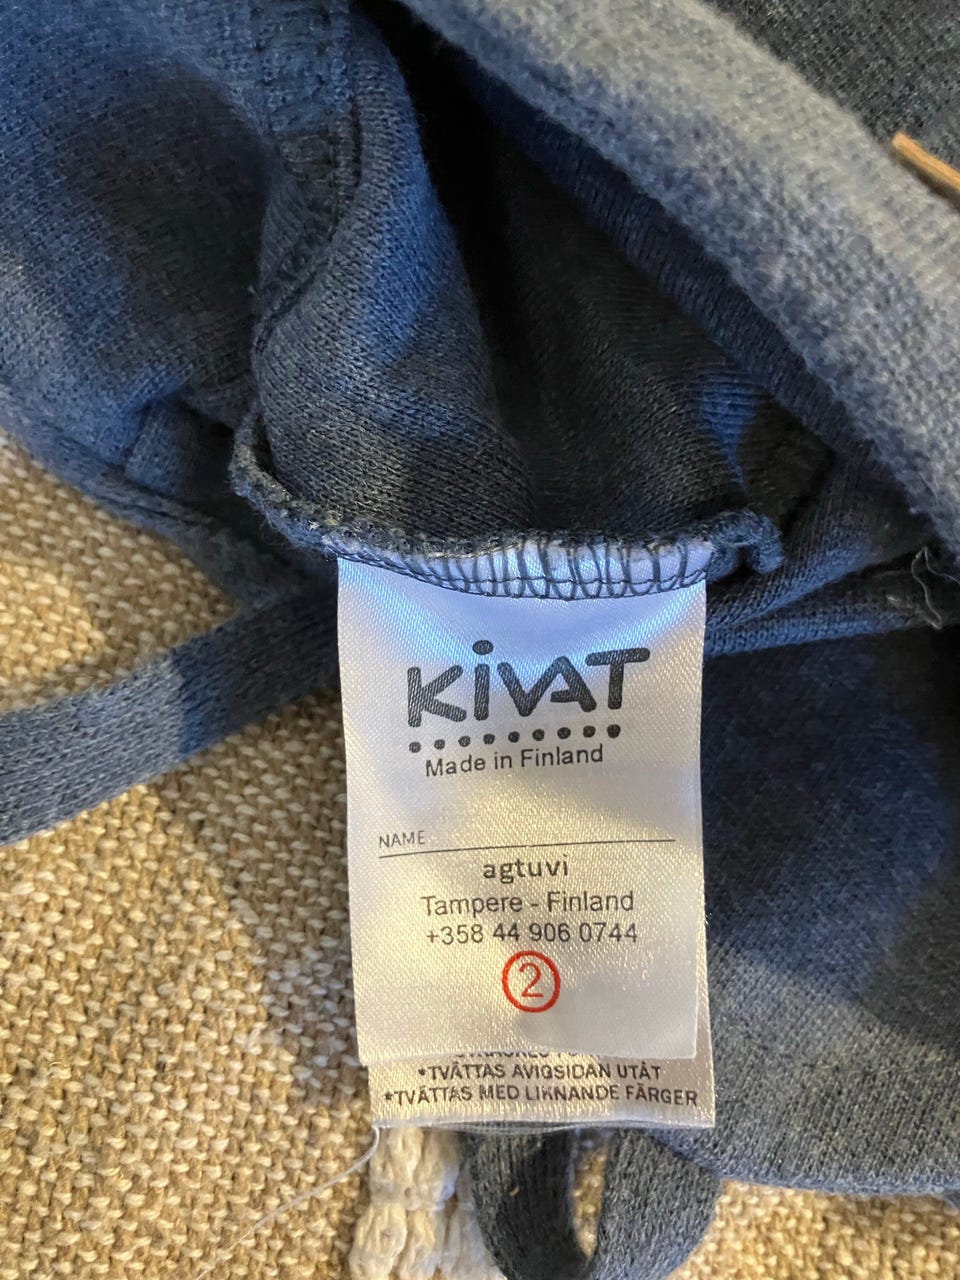 KiVAT
Made in Finland
NAME
agtuvi
Tampere - Finland
+358 44 906 0744
2
*TVÄTTAS AVIGSIDAN UTÅT
*TVÄTTAS MED LIKNANDE FÄRGER